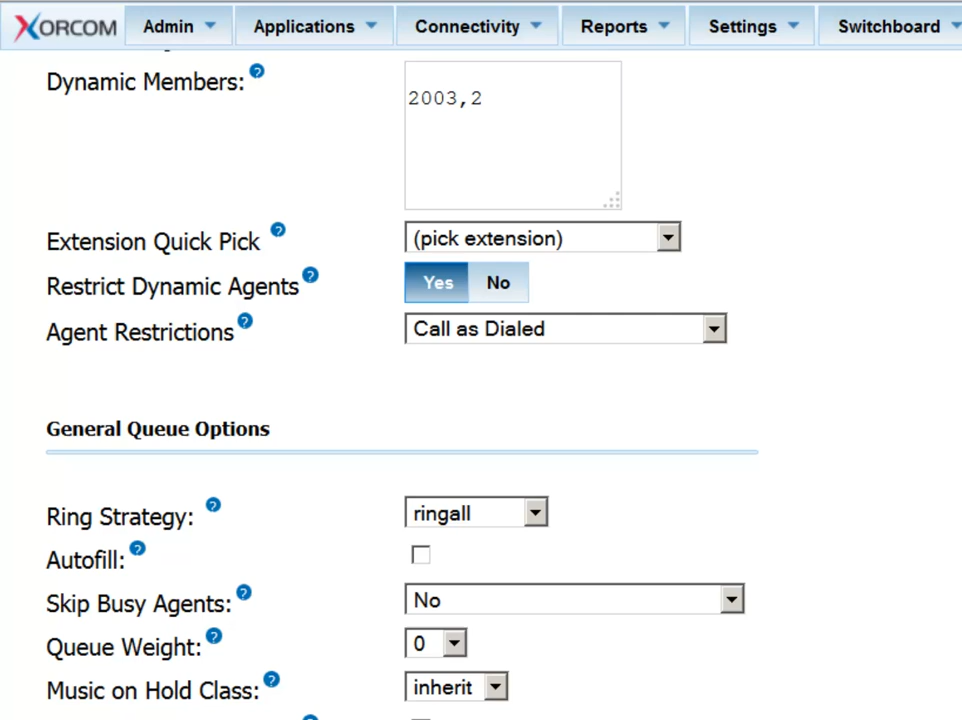 XORCOM Admin Applications Connectivity Reports Settings Switchboard
Dynamic Members: ?
2003,2
Extension Quick Pick ? (pick extension)
Restrict Dynamic Agents ? Yes No
Agent Restrictions ? Call as Dialed
General Queue Options
Ring Strategy: ? ringall
Autofill: ?
Skip Busy Agents: ? No
Queue Weight: ? 0
Music on Hold Class: ? inherit